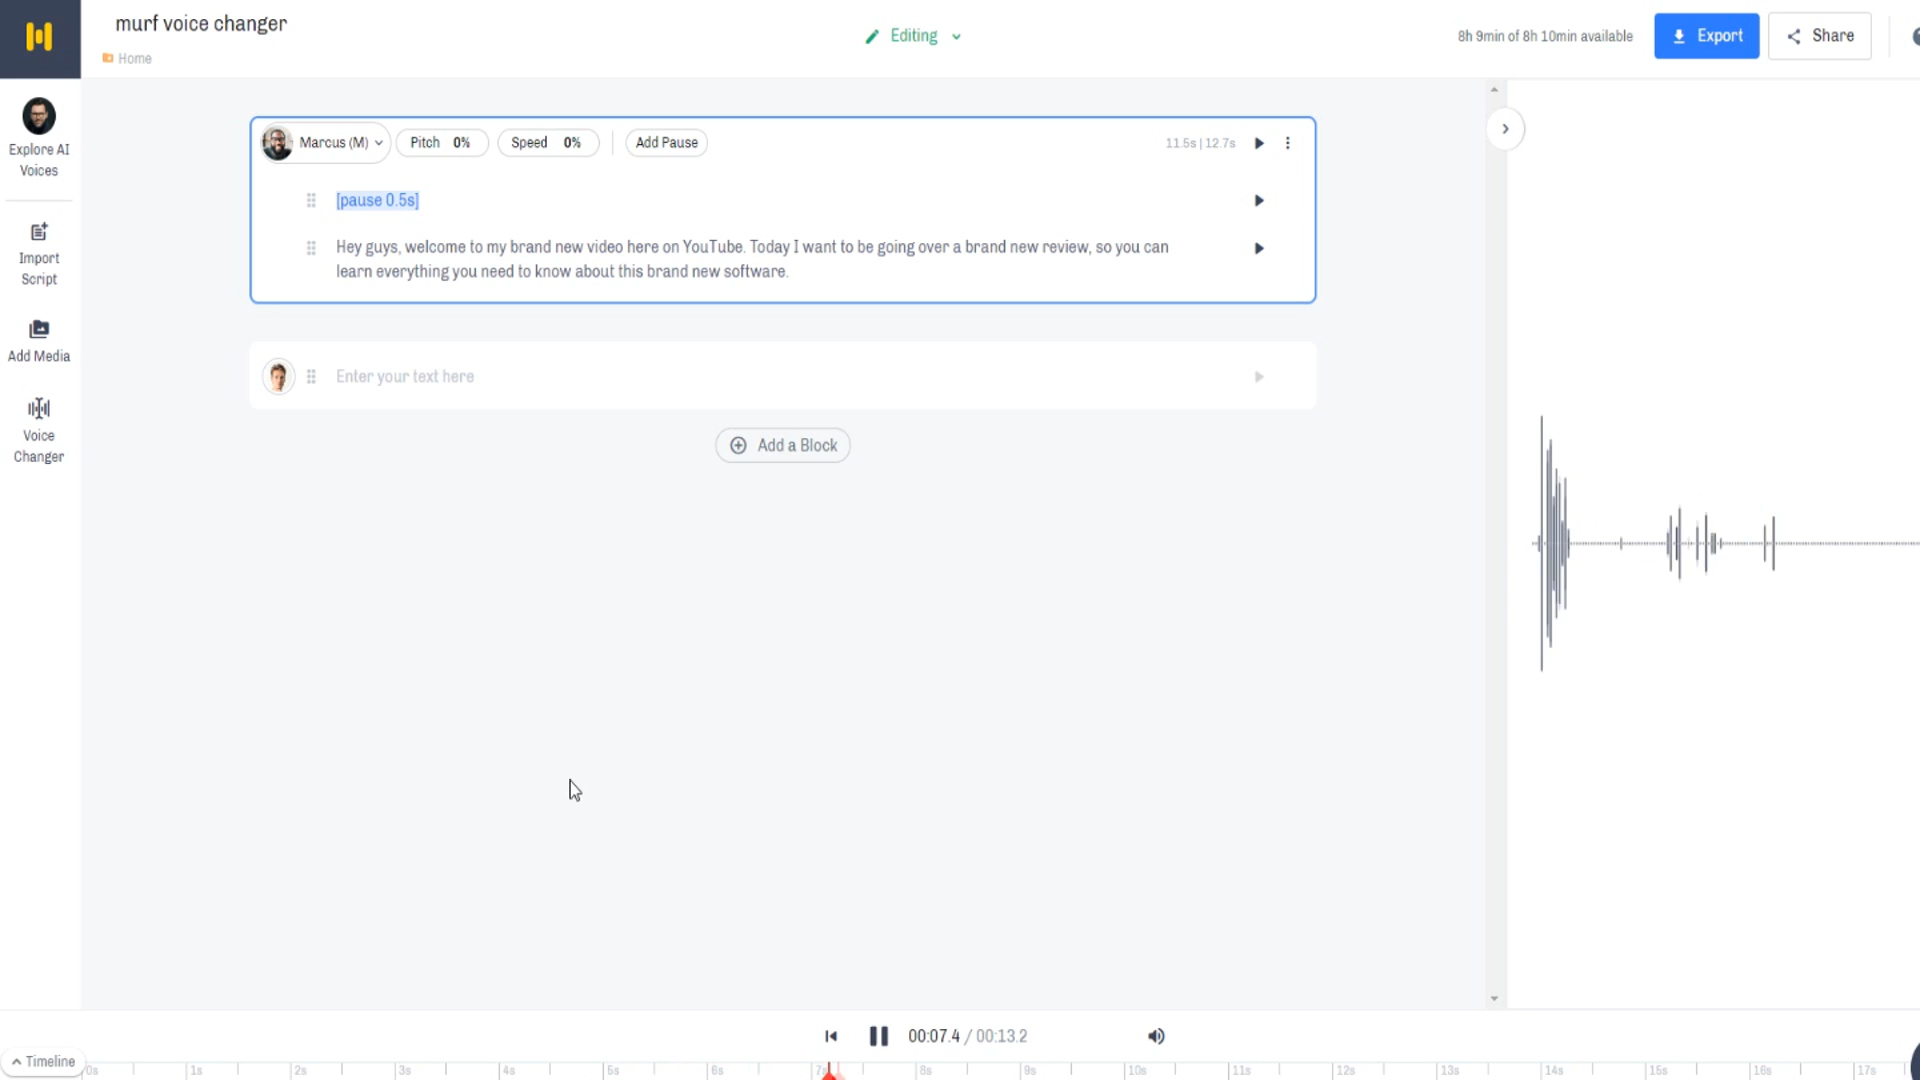 murf voice changer
Home
Editing
8h 9min of 8h 10min available
Export
Share
Explore AI
Voices
Import
Script
Add Media
Voice
Changer
Marcus (M)
Pitch 0%
Speed 0%
Add Pause
11.5s | 12.7s
[pause 0.5s]
Hey guys, welcome to my brand new video here on YouTube. Today I want to be going over a brand new review, so you can
learn everything you need to know about this brand new software.
Enter your text here
Add a Block
00:07.4 / 00:13.2
Timeline
0s 1s 2s 3s 4s 5s 6s 7s 8s 9s 10s 11s 12s 13s 14s 15s 16s 17s